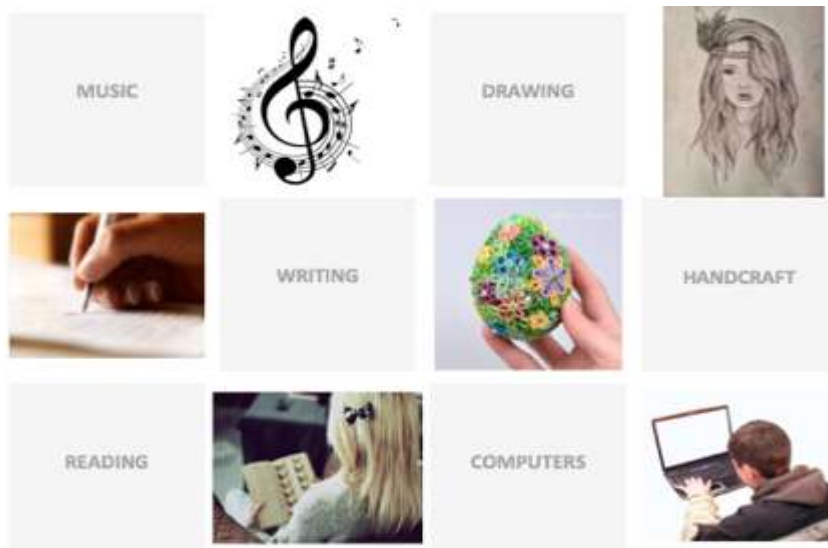 MUSIC
DRAWING
WRITING
HANDCRAFT
READING
COMPUTERS